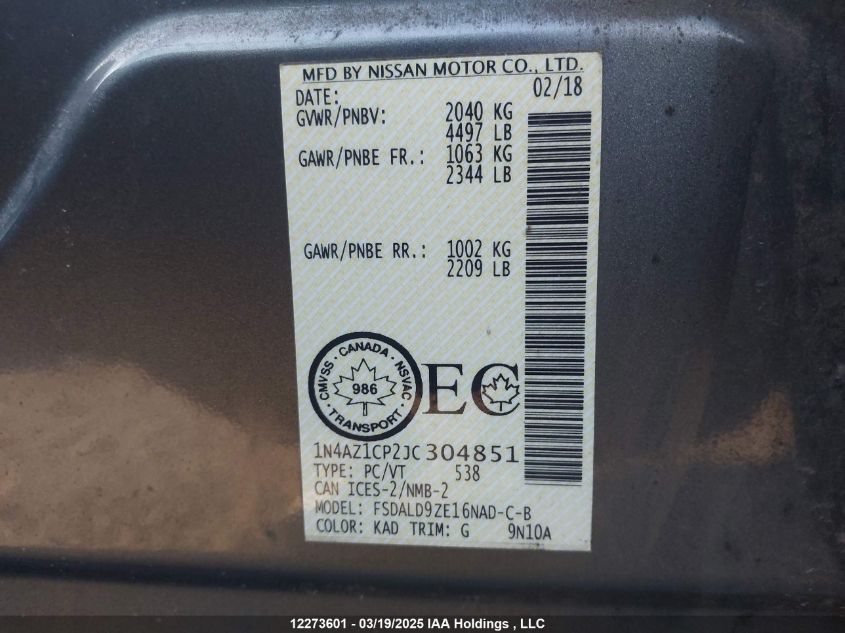 MFD BY NISSAN MOTOR CO., LTD.
DATE: 02/18
GVWR/PNBV: 2040 KG
4497 LB
GAWR/PNBE FR.: 1063 KG
2344 LB
GAWR/PNBE RR.: 1002 KG
2209 LB
CMVSS · CANADA · NSVAC · TRANSPORT ·
986
EC
1N4AZ1CP2JC304851
TYPE: PC/VT 538
CAN ICES-2/NMB-2
MODEL: FSDALD9ZE16NAD-C-B
COLOR: KAD TRIM: G 9N10A
12273601 - 03/19/2025 IAA Holdings , LLC